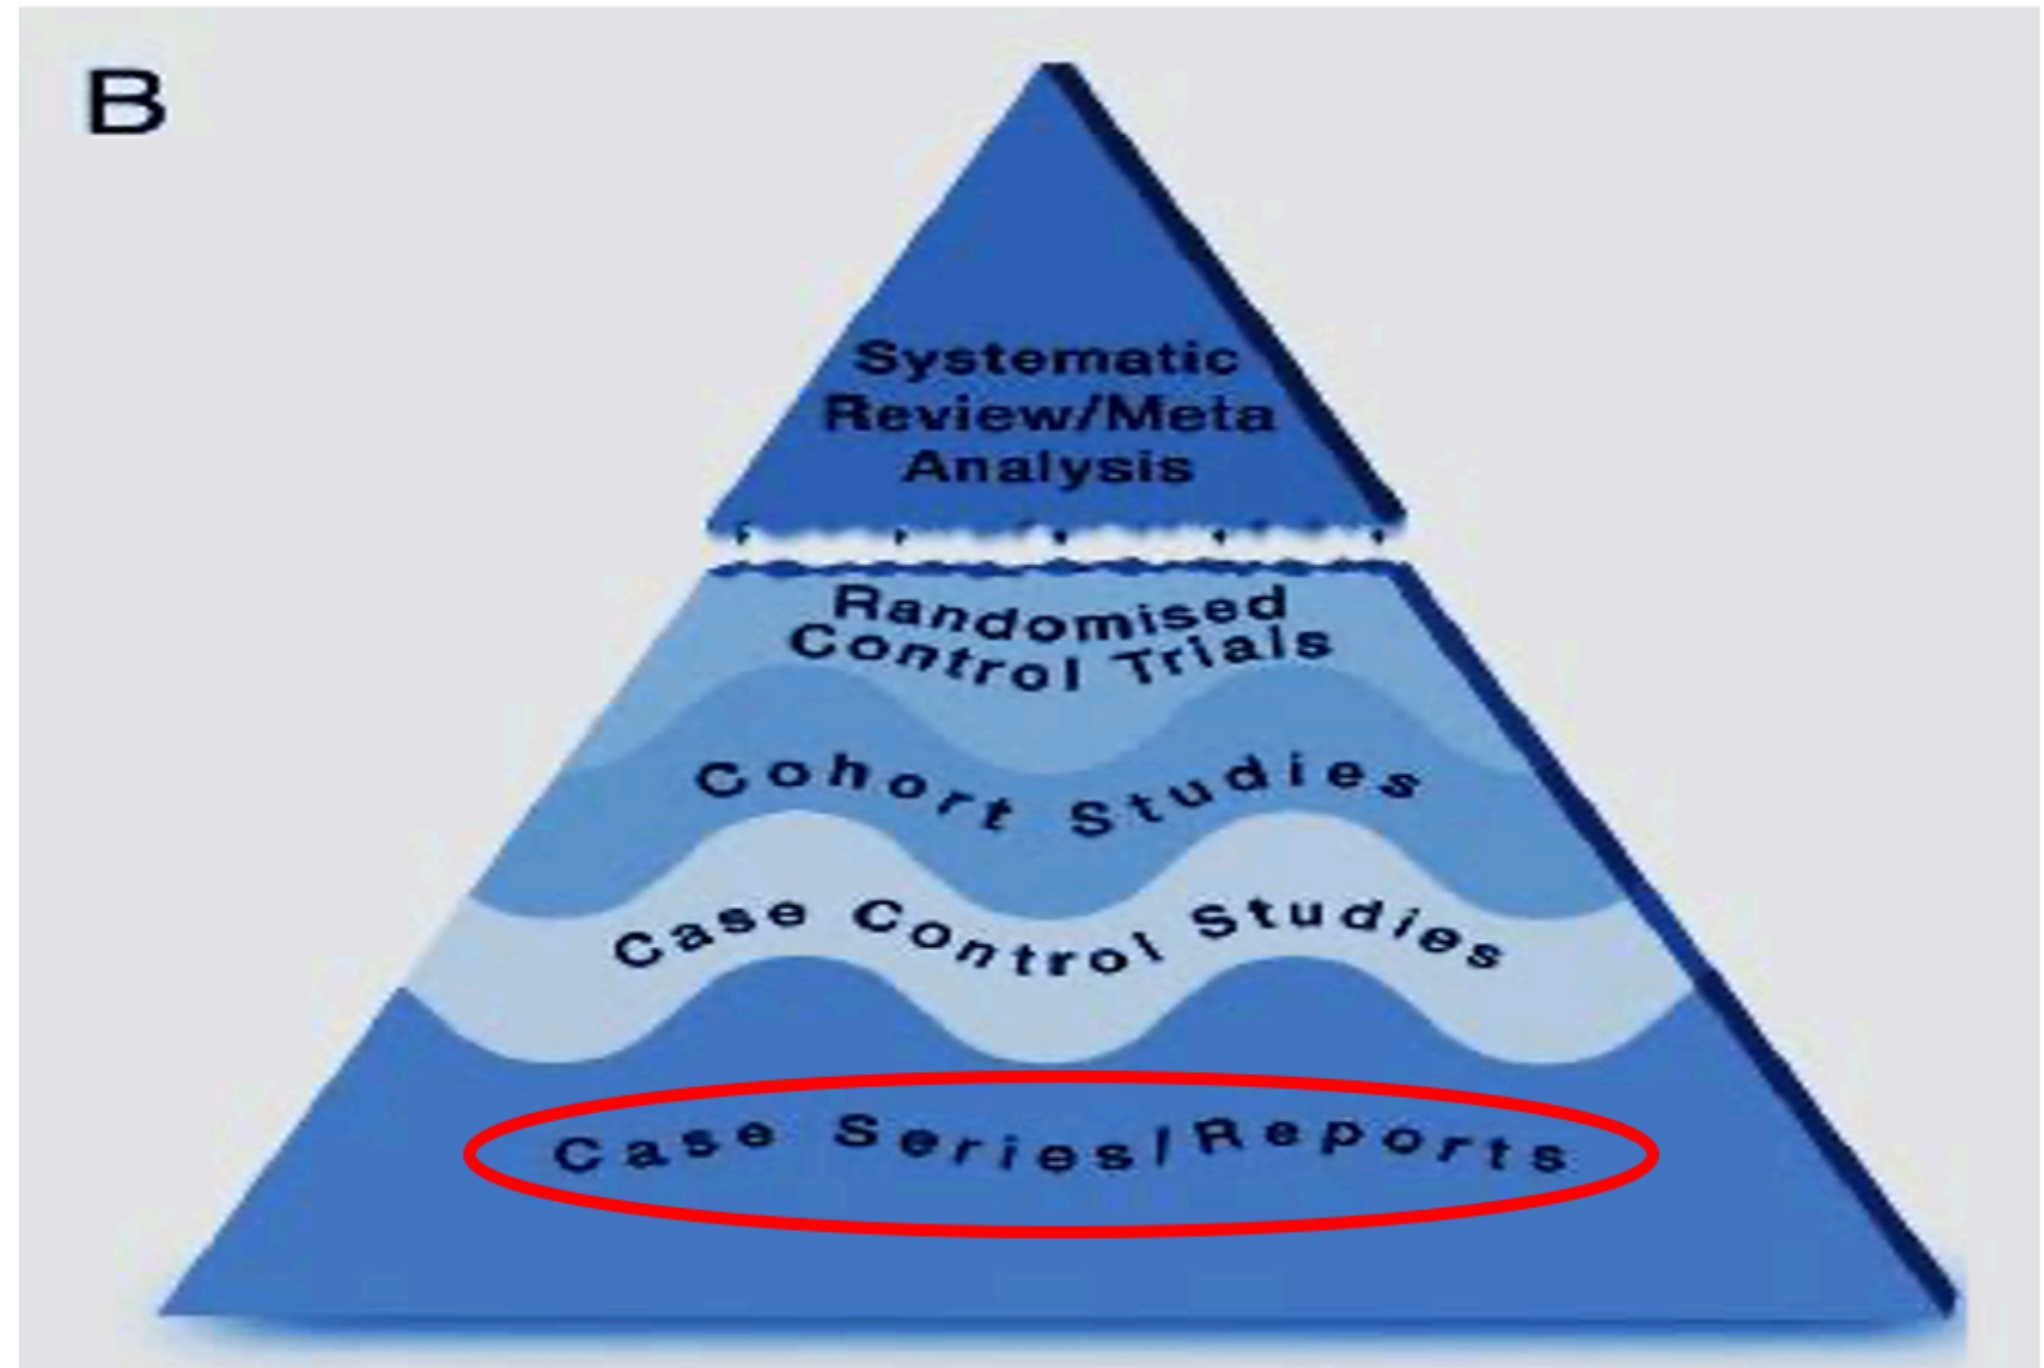 B
Systematic
Review/Meta
Analysis
Randomised
Control Trials
Cohort Studies
Case Control Studies
Case Series/Reports